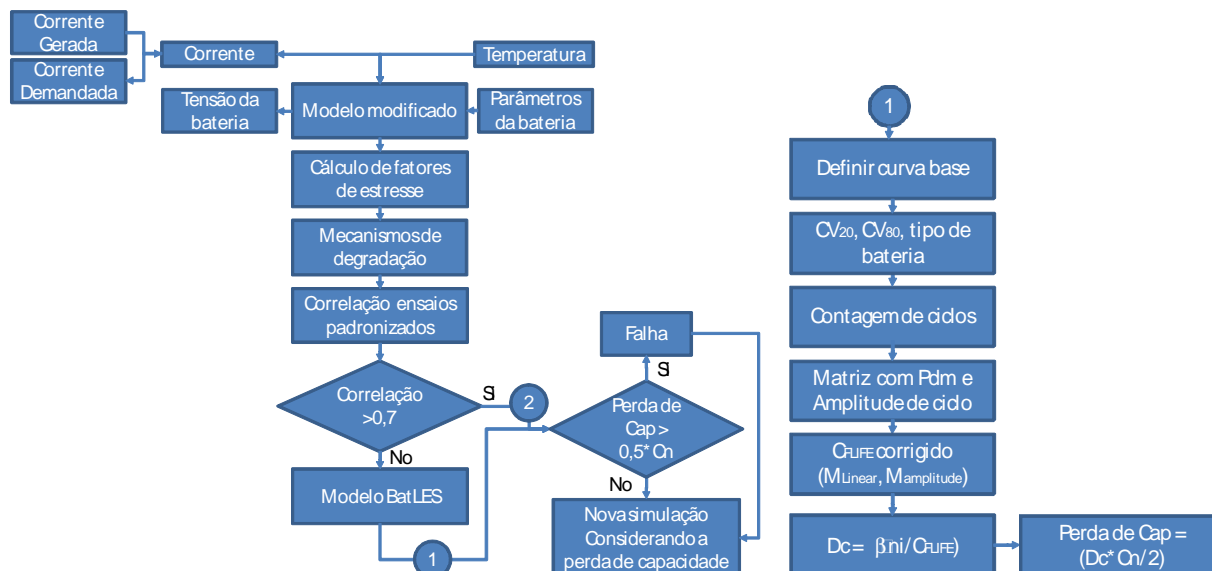 Corrente
Gerada
Corrente
Demandada
Corrente
Temperatura
Tensão da
bateria
Modelo modificado
Parâmetros
da bateria
Cálculo de fatores
de estresse
Mecanismos de
degradação
Correlação ensaios
padronizados
Correlação
>0,7
Si
2
No
Modelo BatLES
1
Falha
Si
Perda de
Cap >
0,5* Cn
No
Nova simulação
Considerando a
perda de capacidade
1
Definir curva base
CV20, CV80, tipo de
bateria
Contagem de ciclos
Matriz com Pdm e
Amplitude de ciclo
CFLIFE corrigido
(MLinear, Mamplitude)
Dc = β.ni/CFLIFE)
Perda de Cap =
(Dc* Cn/2)